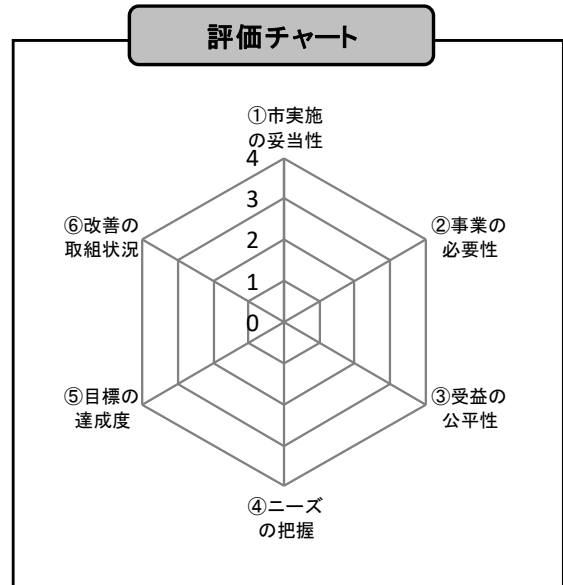 評価チャート
①市実施
の妥当性
4
3
2
1
0
⑥改善の
取組状況
②事業の
必要性
⑤目標の
達成度
③受益の
公平性
④ニーズ
の把握